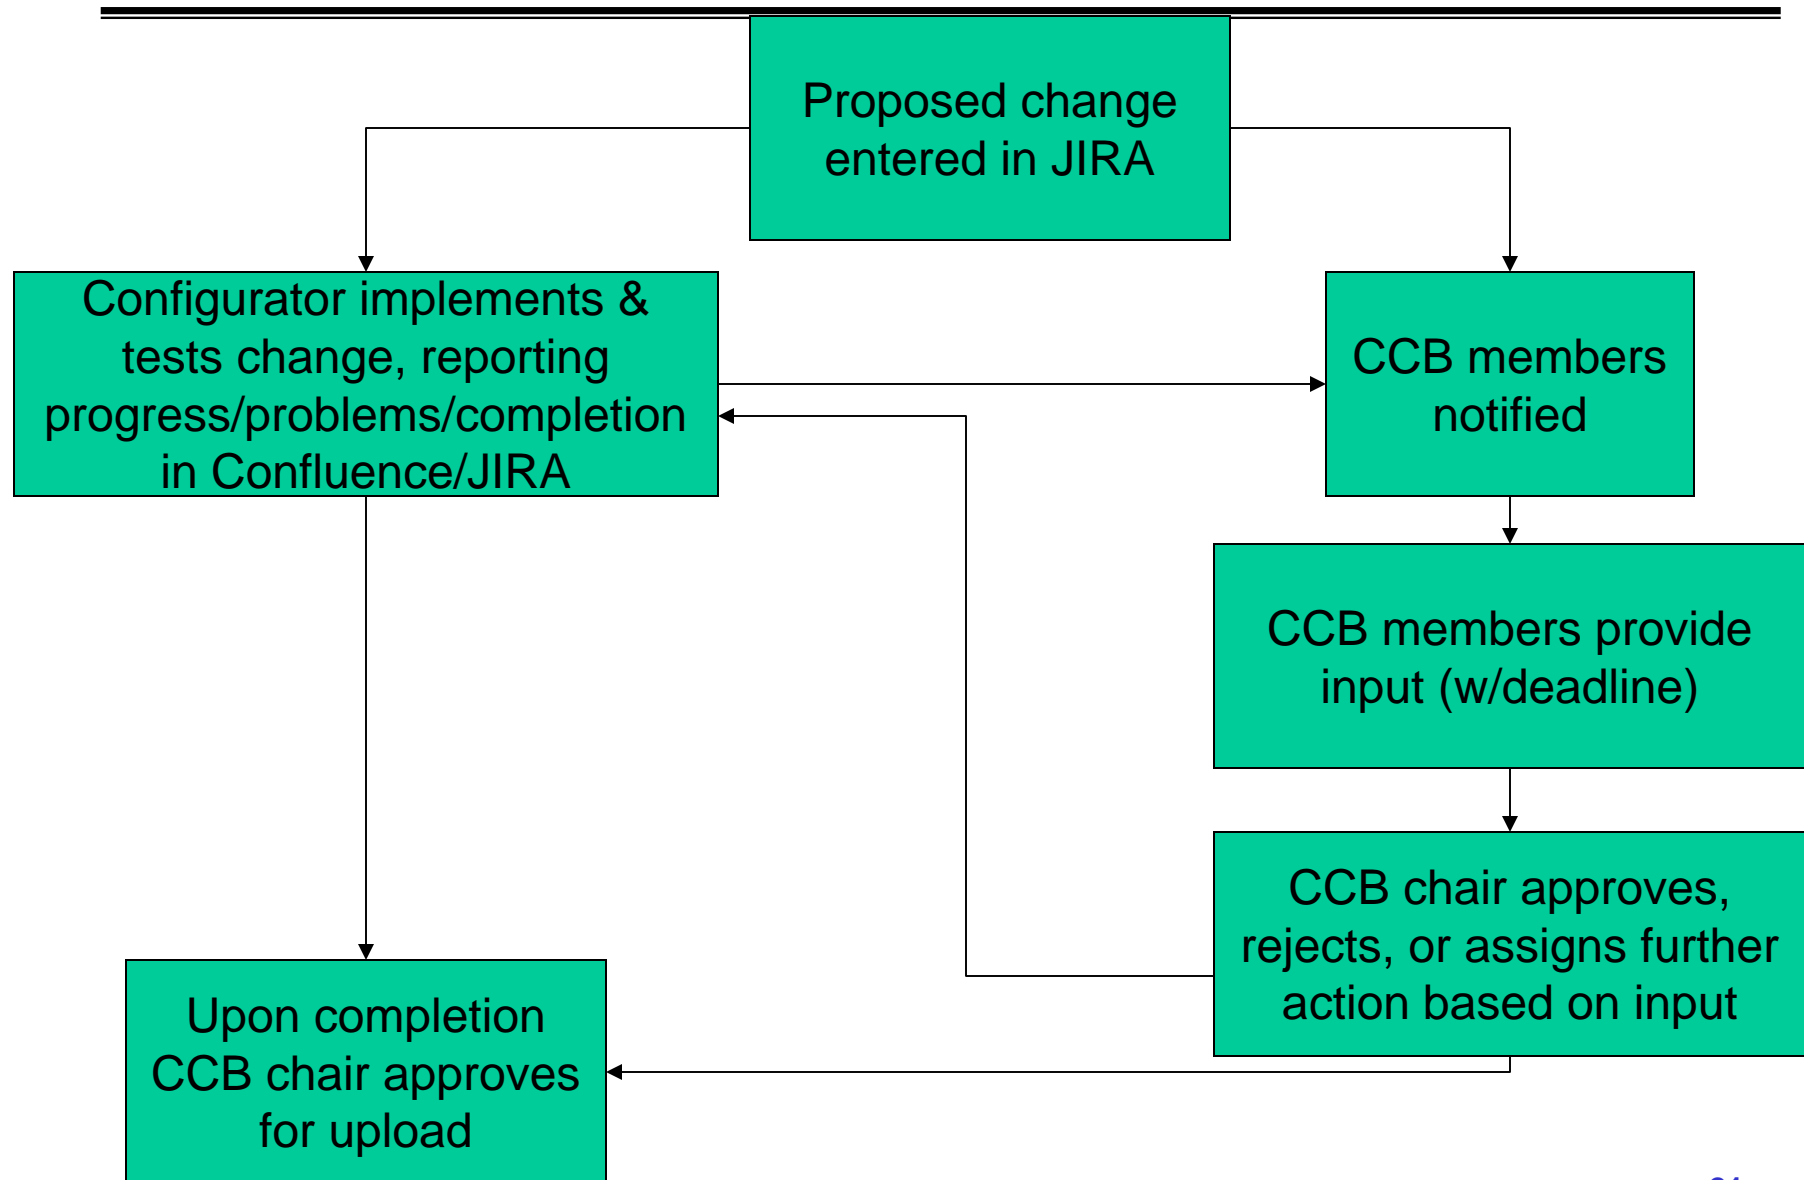 Proposed change
entered in JIRA
Configurator implements &
tests change, reporting
progress/problems/completion
in Confluence/JIRA
CCB members
notified
CCB members provide
input (w/deadline)
CCB chair approves,
rejects, or assigns further
action based on input
Upon completion
CCB chair approves
for upload